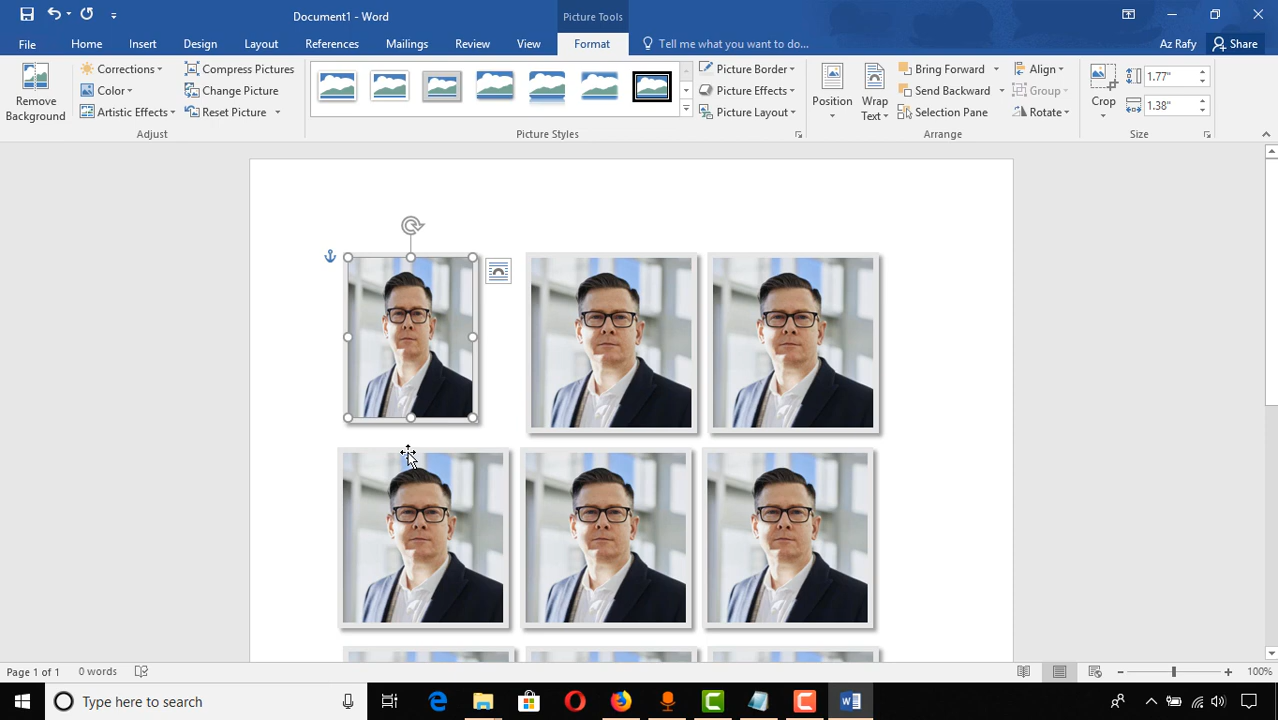 Document1 - Word
Picture Tools
File
Home
Insert
Design
Layout
References
Mailings
Review
View
Format
Tell me what you want to do...
Az Rafy
Share
Remove
Background
Corrections
Color
Artistic Effects
Compress Pictures
Change Picture
Reset Picture
Adjust
Picture Styles
Picture Border
Picture Effects
Picture Layout
Position
Wrap
Text
Bring Forward
Send Backward
Selection Pane
Align
Group
Rotate
Arrange
Crop
1.77"
1.38"
Size
Page 1 of 1
0 words
100%
Type here to search